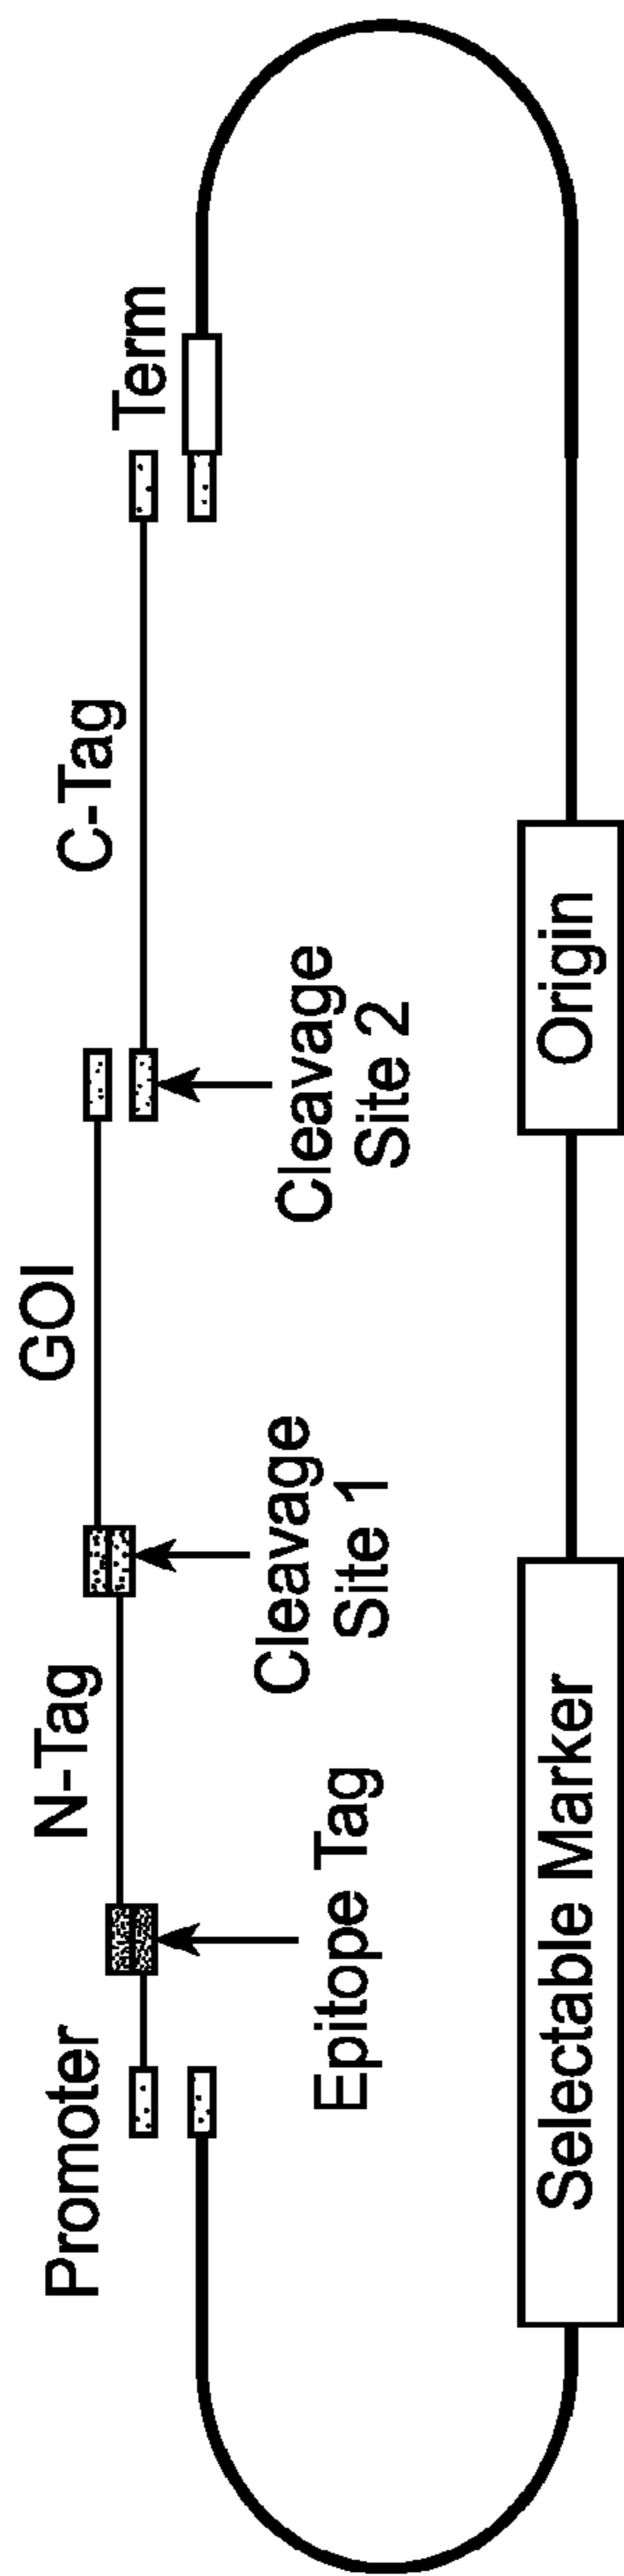 Promoter
N-Tag
GOI
C-Tag
Term
Epitope Tag
Cleavage
Site 1
Cleavage
Site 2
Selectable Marker
Origin